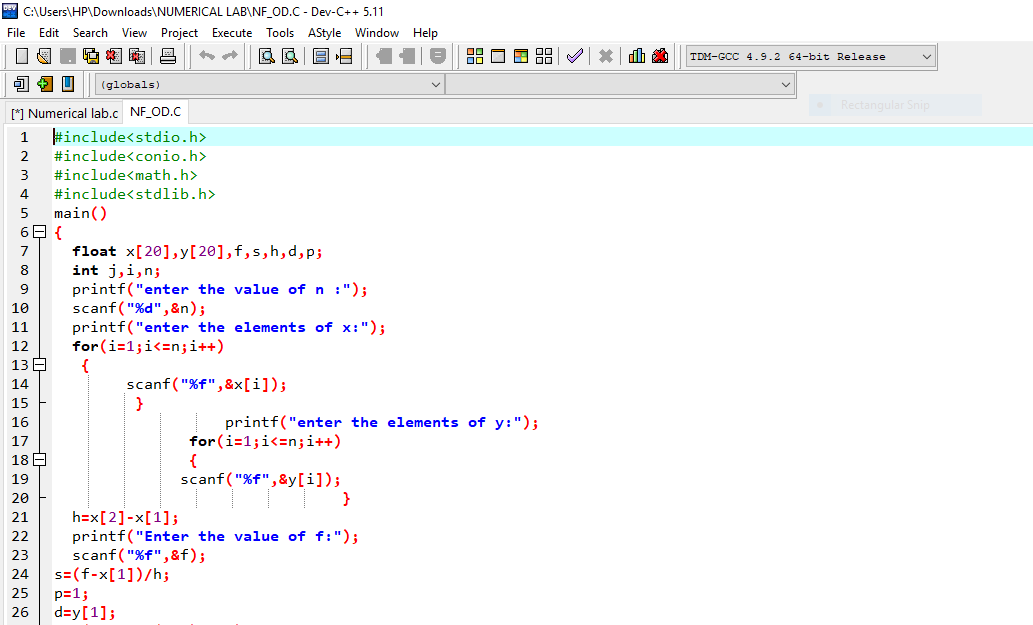 C:\Users\HP\Downloads\NUMERICAL LAB\NF_OD.C - Dev-C++ 5.11
File Edit Search View Project Execute Tools AStyle Window Help
TDM-GCC 4.9.2 64-bit Release
(globals)
Rectangular Snip
[*] Numerical lab.c NF_OD.C
1 #include<stdio.h>
2 #include<conio.h>
3 #include<math.h>
4 #include<stdlib.h>
5 main()
6 {
7 float x[20],y[20],f,s,h,d,p;
8 int j,i,n;
9 printf("enter the value of n :");
10 scanf("%d",&n);
11 printf("enter the elements of x:");
12 for(i=1;i<=n;i++)
13 {
14 scanf("%f",&x[i]);
15 }
16 printf("enter the elements of y:");
17 for(i=1;i<=n;i++)
18 {
19 scanf("%f",&y[i]);
20 }
21 h=x[2]-x[1];
22 printf("Enter the value of f:");
23 scanf("%f",&f);
24 s=(f-x[1])/h;
25 p=1;
26 d=y[1];